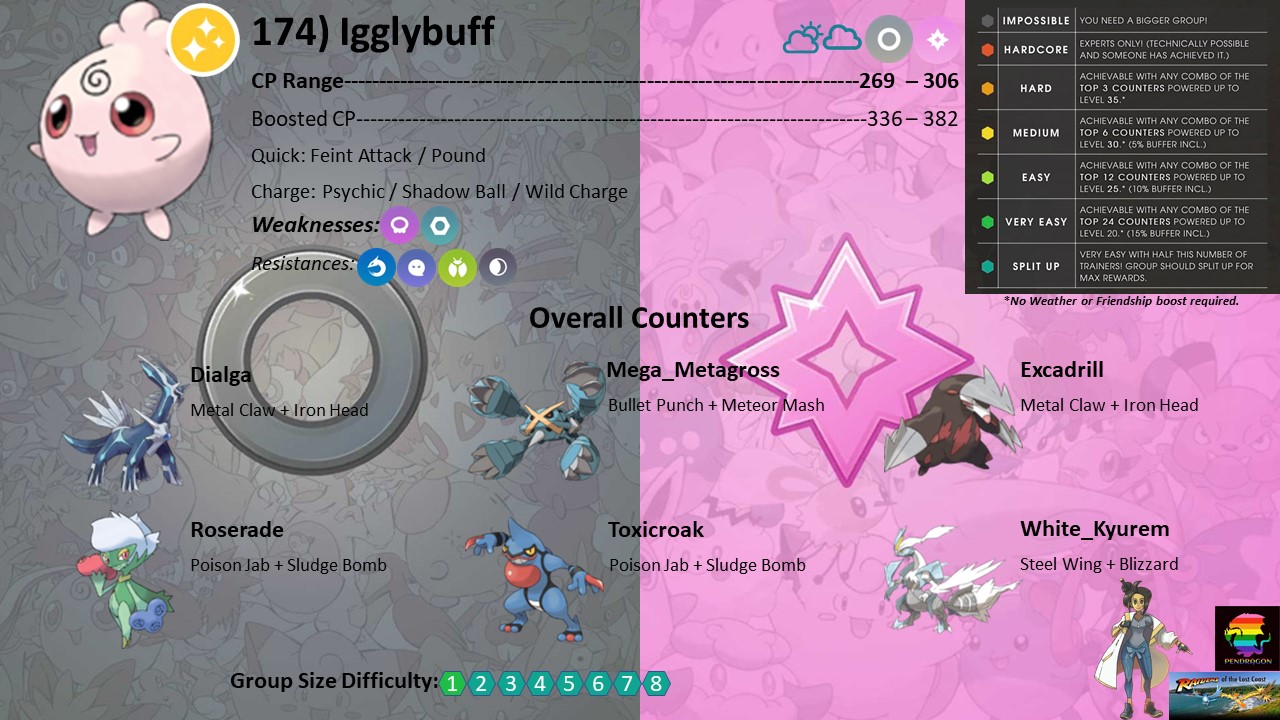 174) Igglybuff
CP Range---269 – 306
Boosted CP---336 – 382
Quick: Feint Attack / Pound
Charge: Psychic / Shadow Ball / Wild Charge
Weaknesses:
Resistances:
IMPOSSIBLE YOU NEED A BIGGER GROUP!
HARDCORE EXPERTS ONLY! (TECHNICALLY POSSIBLE
AND SOMEONE HAS ACHIEVED IT.)
HARD ACHIEVABLE WITH ANY COMBO OF THE
TOP 3 COUNTERS POWERED UP TO
LEVEL 35.*
MEDIUM ACHIEVABLE WITH ANY COMBO OF THE
TOP 6 COUNTERS POWERED UP TO
LEVEL 30.* (5% BUFFER INCL.)
EASY ACHIEVABLE WITH ANY COMBO OF THE
TOP 12 COUNTERS POWERED UP TO
LEVEL 25.* (10% BUFFER INCL.)
VERY EASY ACHIEVABLE WITH ANY COMBO OF THE
TOP 24 COUNTERS POWERED UP TO
LEVEL 20.* (15% BUFFER INCL.)
SPLIT UP VERY EASY WITH HALF THIS NUMBER OF
TRAINERS! GROUP SHOULD SPLIT UP FOR
MAX REWARDS.
*No Weather or Friendship boost required.
Overall Counters
Dialga
Metal Claw + Iron Head
Mega_Metagross
Bullet Punch + Meteor Mash
Excadrill
Metal Claw + Iron Head
Roserade
Poison Jab + Sludge Bomb
Toxicroak
Poison Jab + Sludge Bomb
White_Kyurem
Steel Wing + Blizzard
Group Size Difficulty: 1 2 3 4 5 6 7 8
PENDRAGON
RAIDERS of the Lost Coast